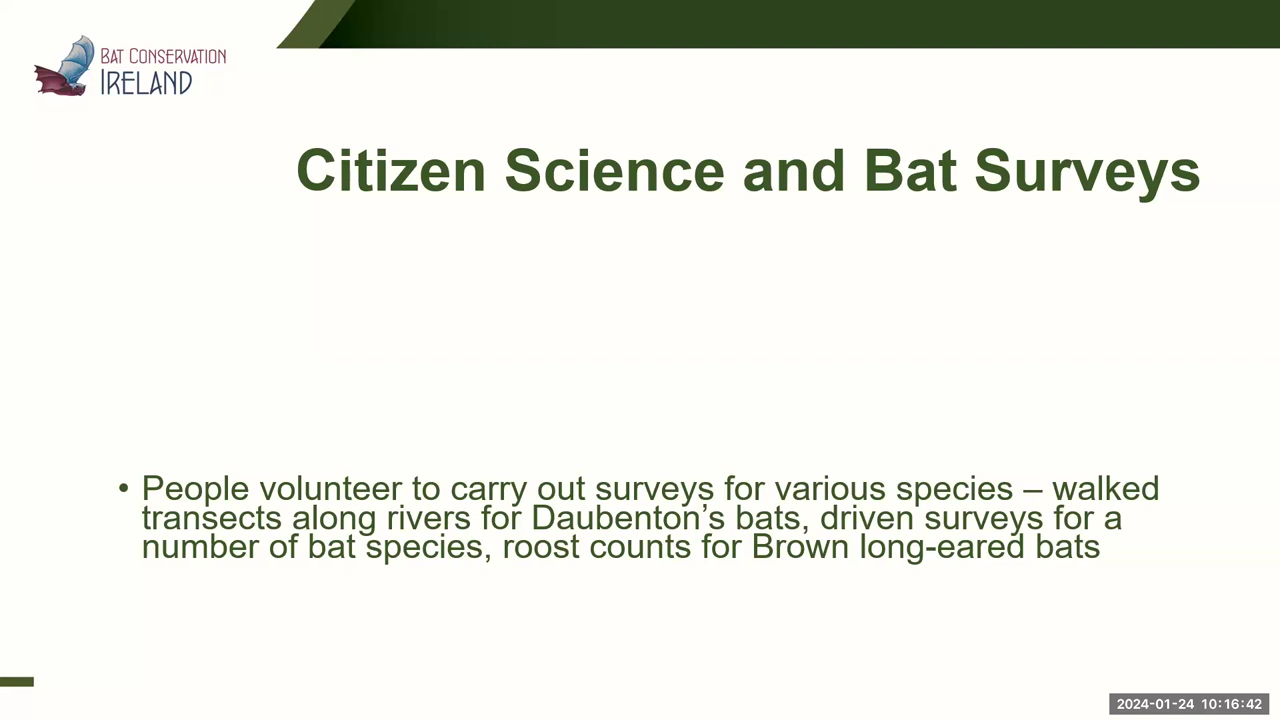 BAT CONSERVATION
IRELAND
Citizen Science and Bat Surveys
• People volunteer to carry out surveys for various species – walked
transects along rivers for Daubenton’s bats, driven surveys for a
number of bat species, roost counts for Brown long-eared bats
2024-01-24 10:16:42